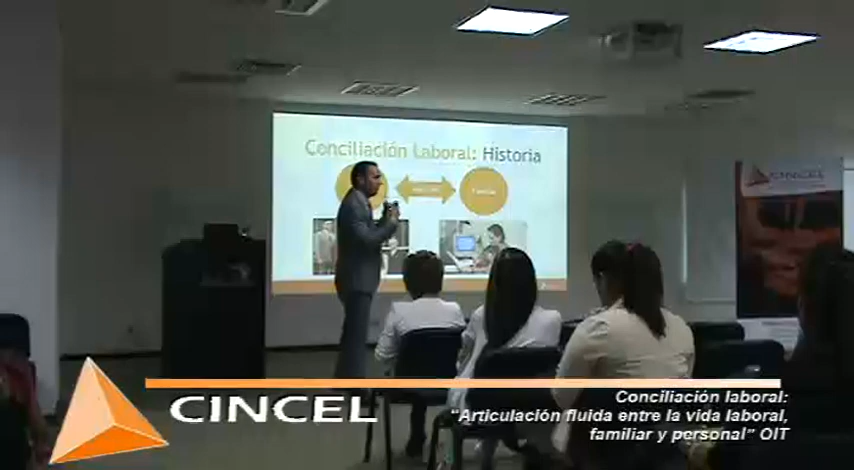 Conciliación Laboral: Historia
CINCEL
CINCEL
Conciliación laboral:
"Articulación fluida entre la vida laboral,
familiar y personal" OIT